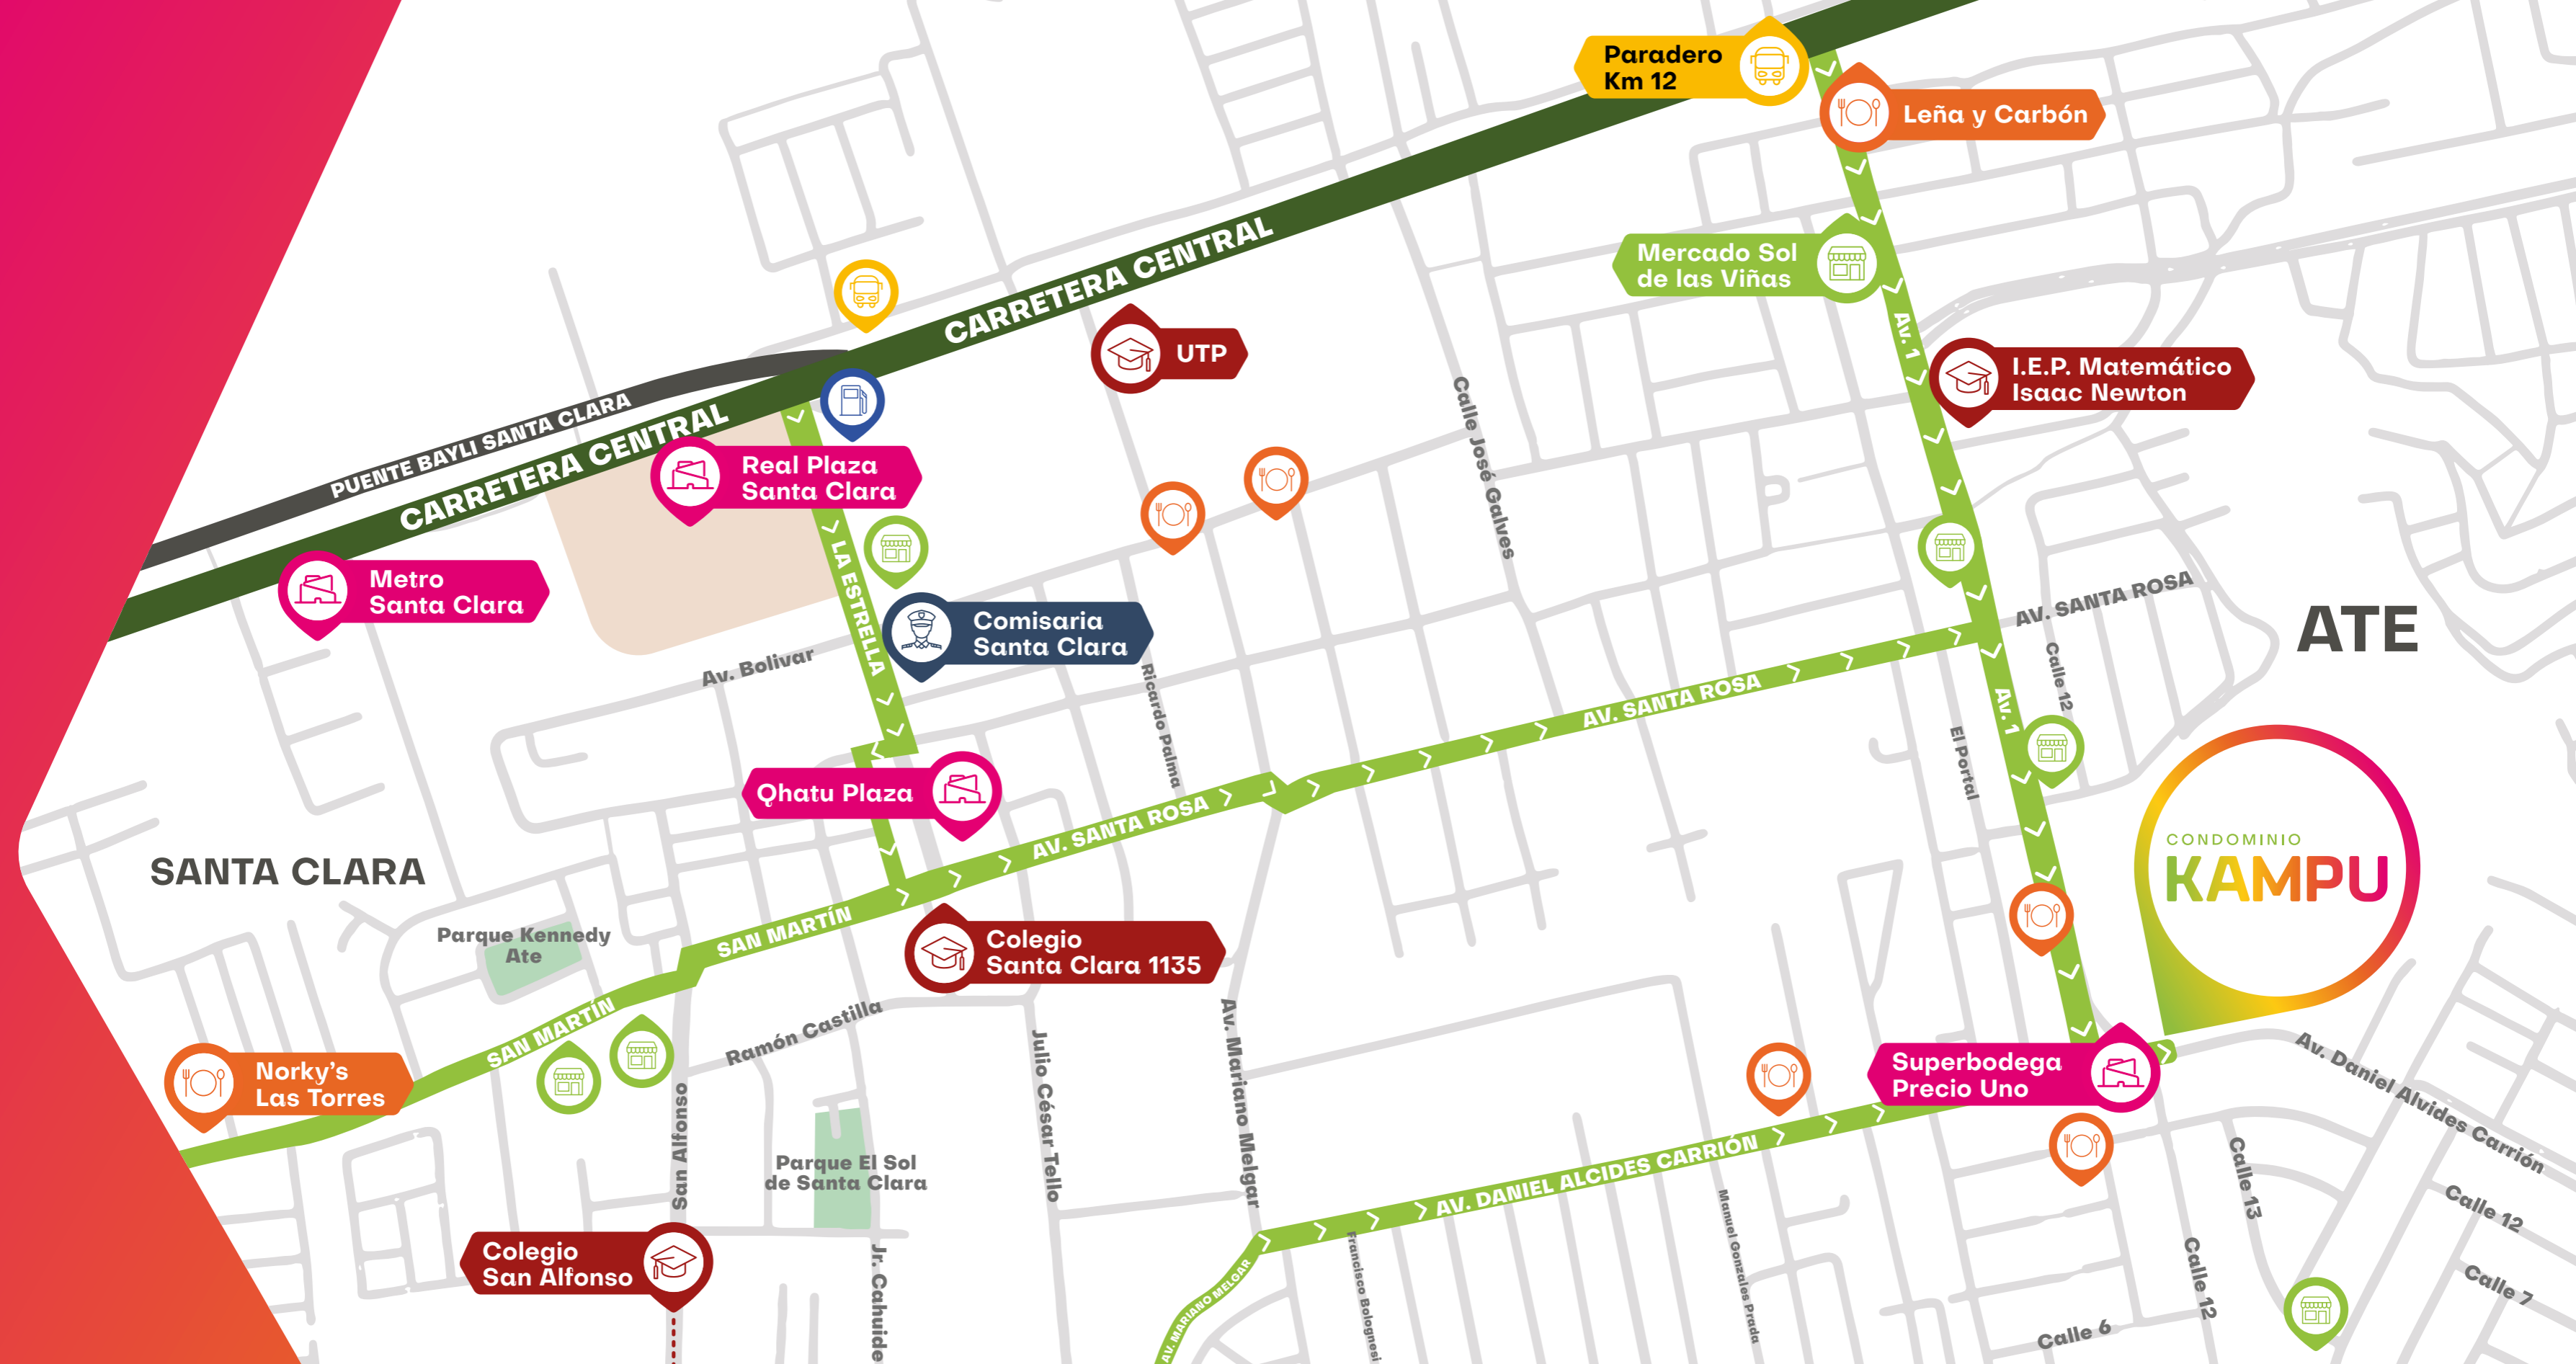 Paradero
Km 12
Leña y Carbón
CARRETERA CENTRAL
Mercado Sol
de las Viñas
Av. 1
UTP
I.E.P. Matemático
Isaac Newton
PUENTE BAYLI SANTA CLARA
CARRETERA CENTRAL
Real Plaza
Santa Clara
Calle José Galves
Metro
Santa Clara
LA ESTRELLA
Comisaria
Santa Clara
AV. SANTA ROSA
ATE
Av. Bolivar
Ricardo Palma
AV. SANTA ROSA
Av. 1
Calle 12
El Portal
Qhatu Plaza
AV. SANTA ROSA
CONDOMINIO
KAMPU
SANTA CLARA
Parque Kennedy
Ate
SAN MARTÍN
Colegio
Santa Clara 1135
SAN MARTÍN
Ramón Castilla
Norky's
Las Torres
San Alfonso
Julio César Tello
Av. Mariano Melgar
Superbodega
Precio Uno
Av. Daniel Alvides Carrión
Parque El Sol
de Santa Clara
AV. DANIEL ALCIDES CARRIÓN
Calle 13
Calle 12
Colegio
San Alfonso
Jr. Cahuide
AV. MARIANO MELGAR
Francisco Bolognesi
Manuel Gonzales Prada
Calle 12
Calle 7
Calle 6